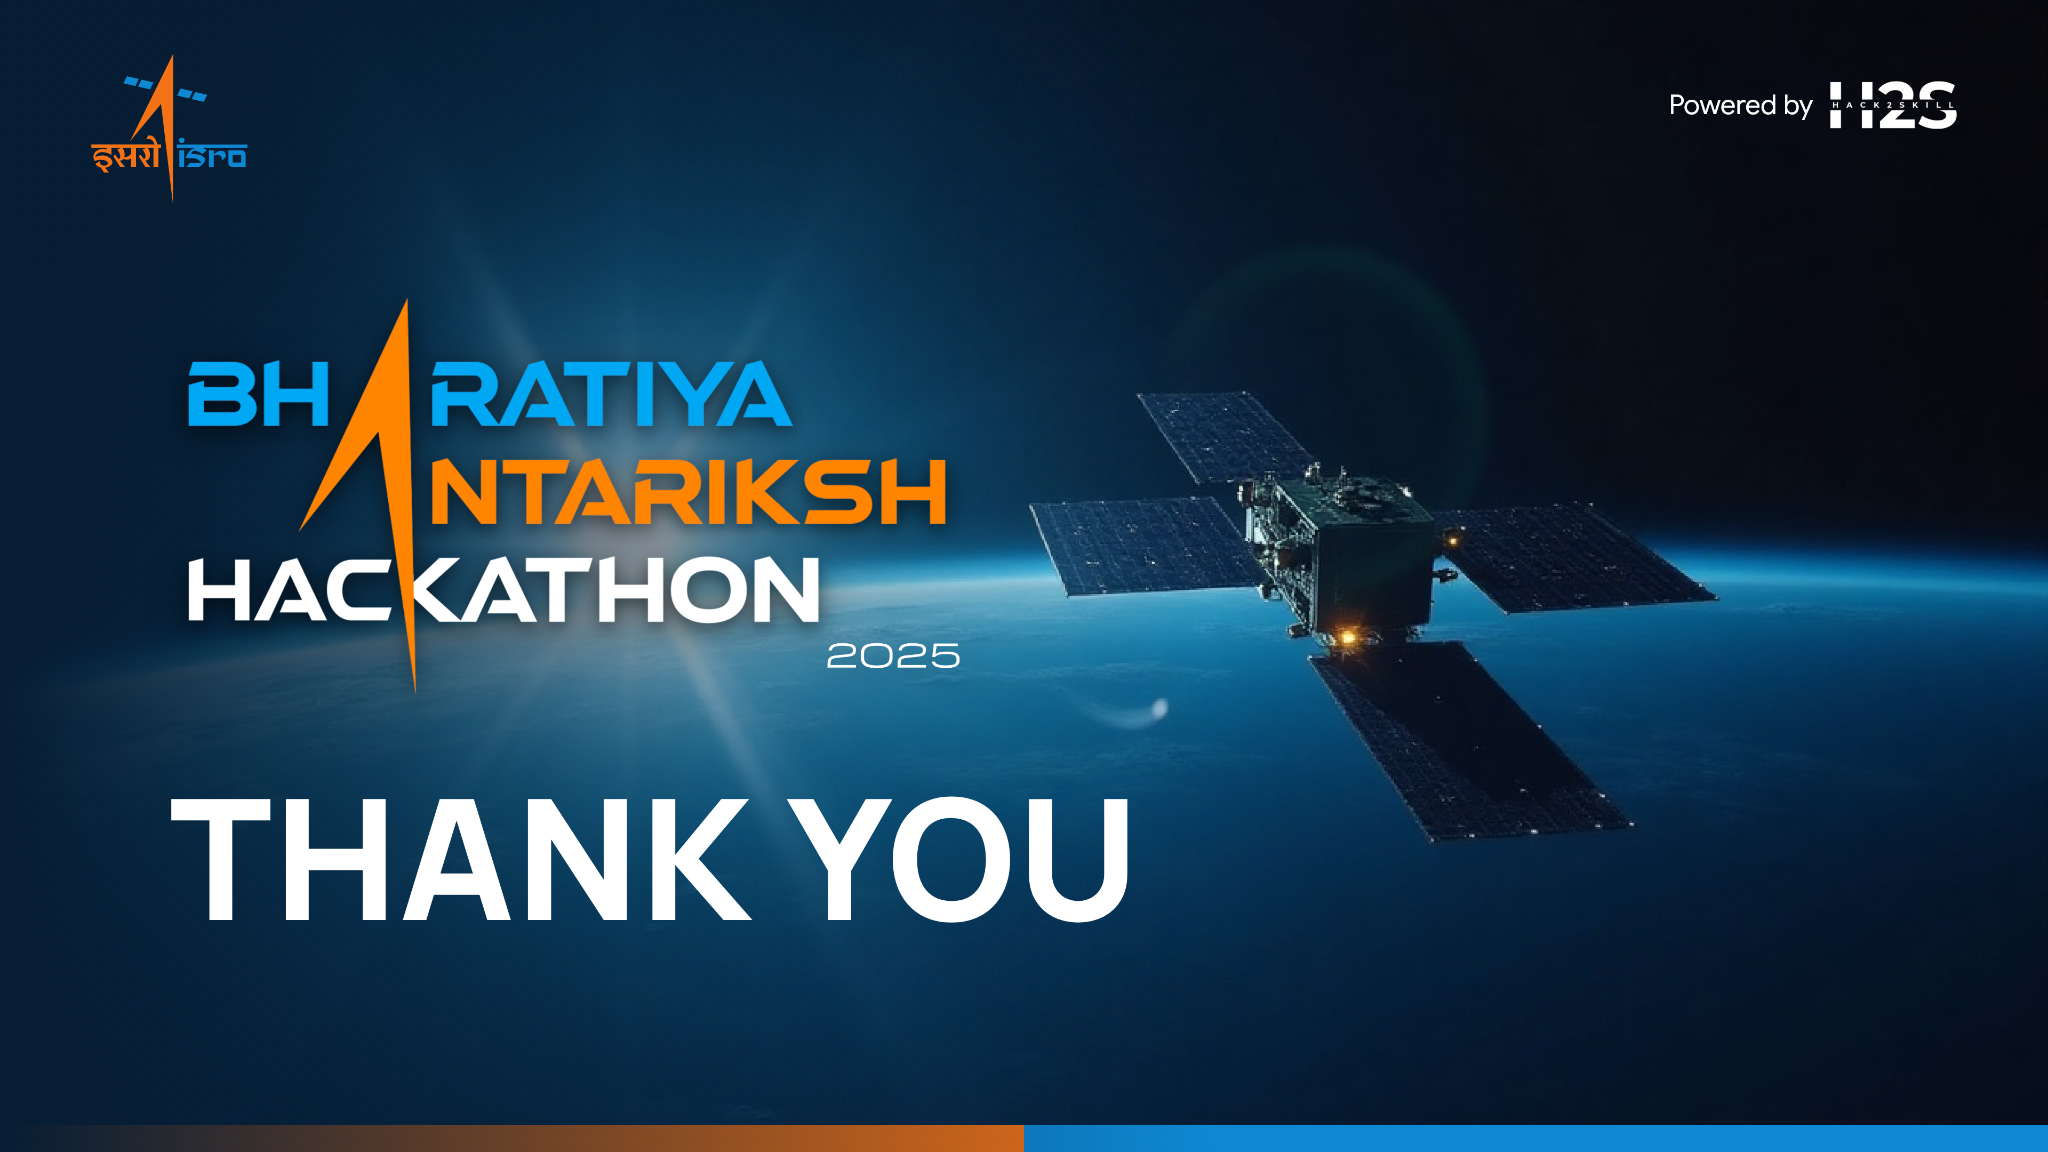 इसरो isro
Powered by H2S
HACK2SKILL
BHARATIYA
ANTARIKSH
HACKATHON
2025
THANK YOU